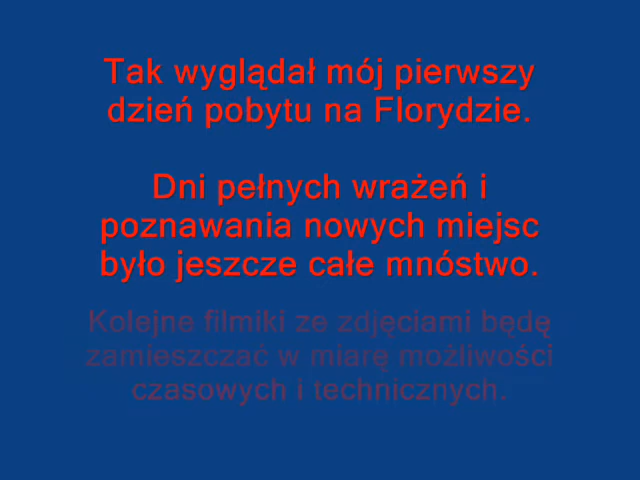 Tak wyglądał mój pierwszy
dzień pobytu na Florydzie.
Dni pełnych wrażeń i
poznawania nowych miejsc
było jeszcze całe mnóstwo.
Kolejne filmiki ze zdjęciami będę
zamieszczać w miarę możliwości
czasowych i technicznych.